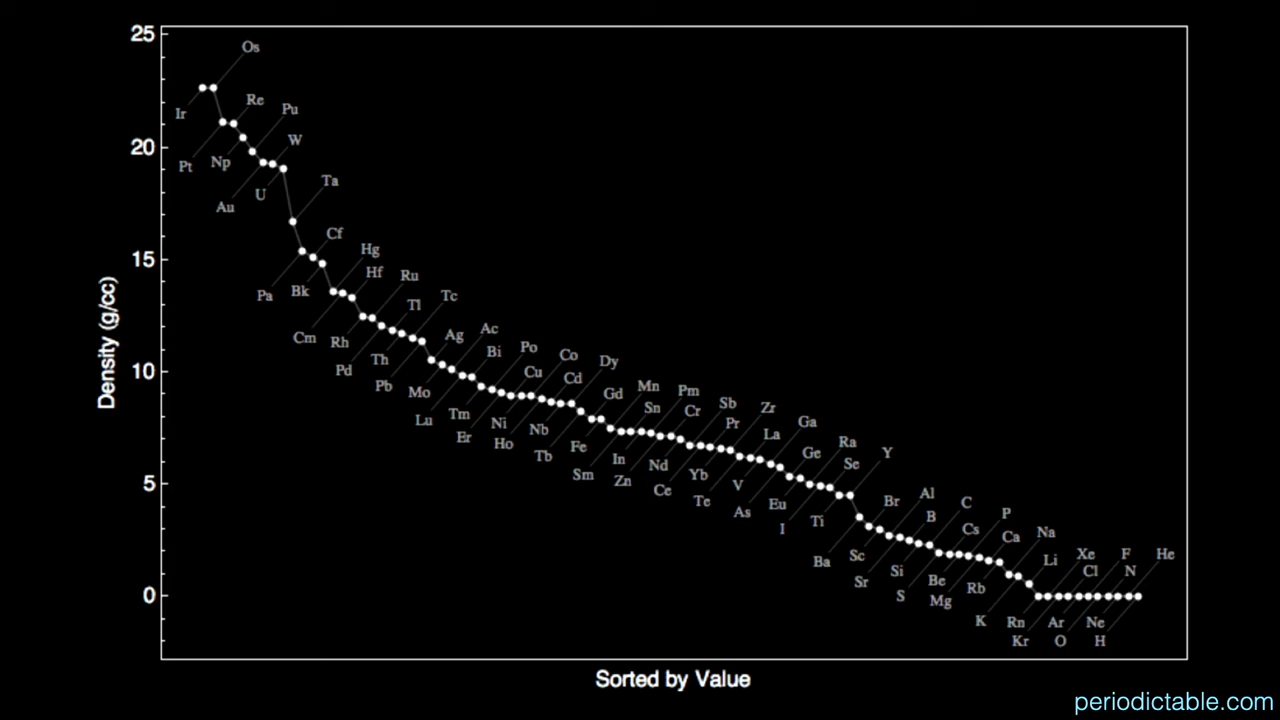 25
Os
Ir
Re
Pu
Pt
Np
W
20
Au
U
Ta
Cf
15
Pa
Bk
Hg
Hf
Ru
Cm
Rh
Tl
Tc
Density (g/cc)
Pd
Th
Ag
Ac
10
Pb
Mo
Bi
Po
Co
Dy
Lu
Tm
Cu
Cd
Er
Ni
Ho
Nb
Gd
Mn
Pm
Tb
Fe
Sn
Cr
Sb
Zr
Sm
In
Zn
Nd
Pr
La
Ga
5
Ce
Yb
Te
V
Ge
Ra
Y
As
Eu
I
Ti
Se
Br
Al
C
P
Ba
Sc
Sr
B
Cs
Ca
Na
0
Si
S
Be
Mg
Rb
Li
Xe
F
He
K
Rn
Kr
Cl
N
Ar
O
Ne
H
Sorted by Value
periodictable.com